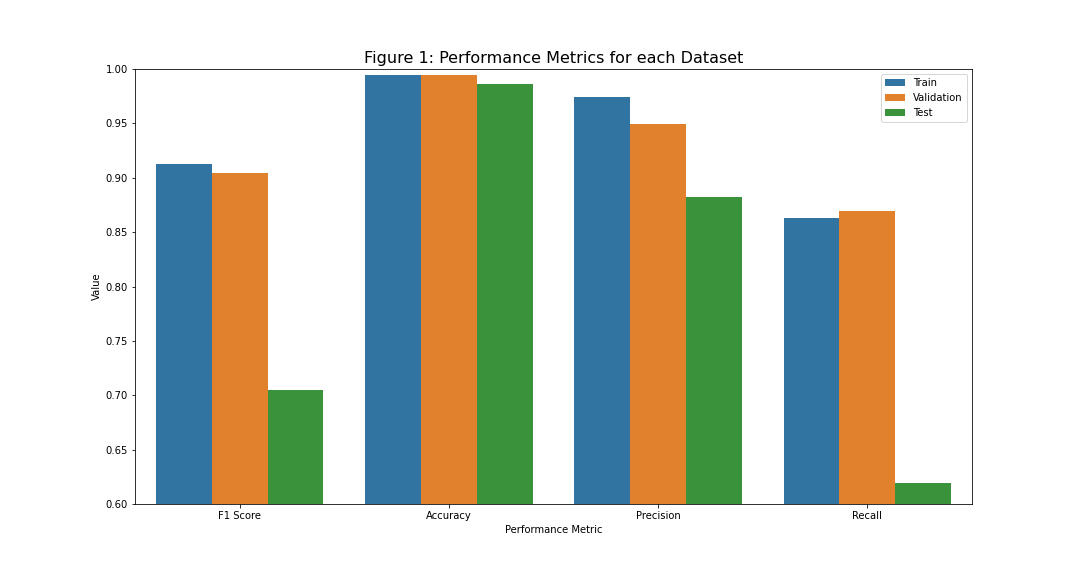 Figure 1: Performance Metrics for each Dataset
1.00
0.95
0.90
0.85
0.80
0.75
0.70
0.65
0.60
Value
Train
Validation
Test
F1 Score
Accuracy
Precision
Recall
Performance Metric